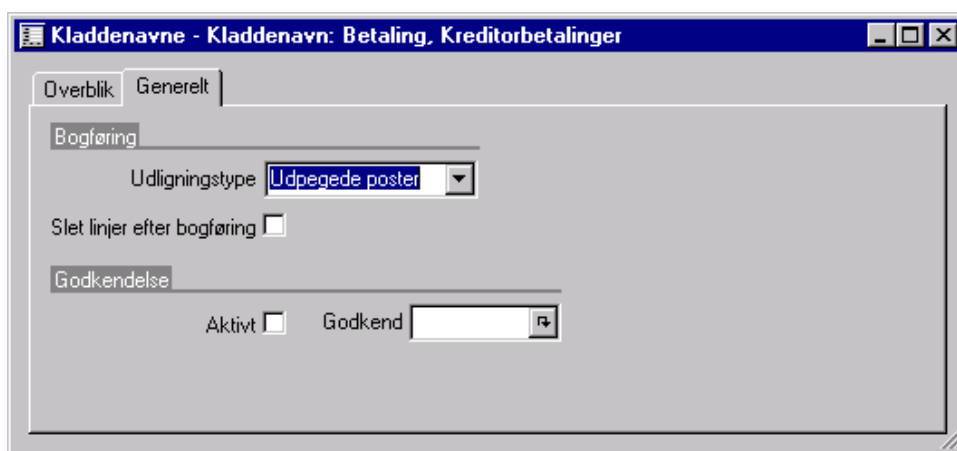 Kladdenavne - Kladdenavn: Betaling, Kreditorbetalinger
Overblik Generelt
Bogføring
Udligningstype Udpegede poster
Slet linjer efter bogføring
Godkendelse
Aktivt Godkend